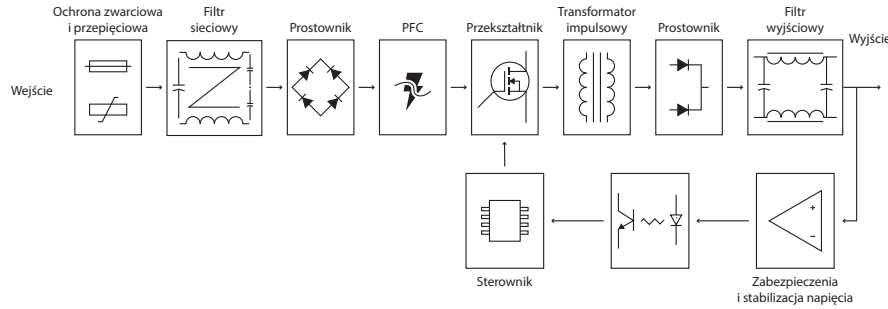 Ochrona zwarciowa
i przepięciowa
Filtr
sieciowy
Prostownik
PFC
Przekształtnik
Transformator
impulsowy
Prostownik
Filtr
wyjściowy
Wyjście
Wejście
+
−
Sterownik
Zabezpieczenia
i stabilizacja napięcia